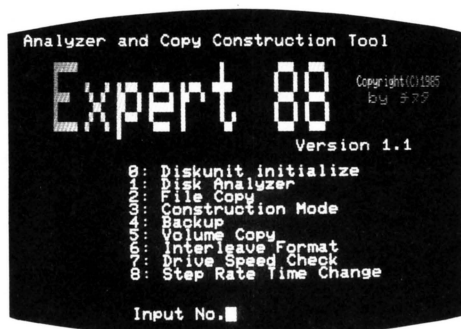 Analyzer and Copy Construction Tool
Expert 88
Copyright(C)1985
by チヌタ
Version 1.1
0: Diskunit initialize
1: Disk Analyzer
2: File Copy
3: Construction Mode
4: Backup
5: Volume Copy
6: Interleave Format
7: Drive Speed Check
8: Step Rate Time Change
Input No.